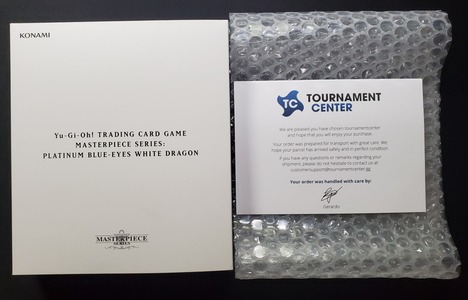 KONAMI
Yu-Gi-Oh! TRADING CARD GAME
MASTERPIECE SERIES:
PLATINUM BLUE-EYES WHITE DRAGON
MASTERPIECE
SERIES
TC TOURNAMENT
CENTER
We are pleased you have chosen tournamentcenter
and hope that you will enjoy your purchase.
Your order was prepared for transport with great care. We
hope your parcel has arrived safely and in perfect condition.
If you have any questions or remarks regarding your
shipment, please do not hesitate to contact us at
customersupport@tournamentcenter.gg
Your order was handled with care by:
Gerardo